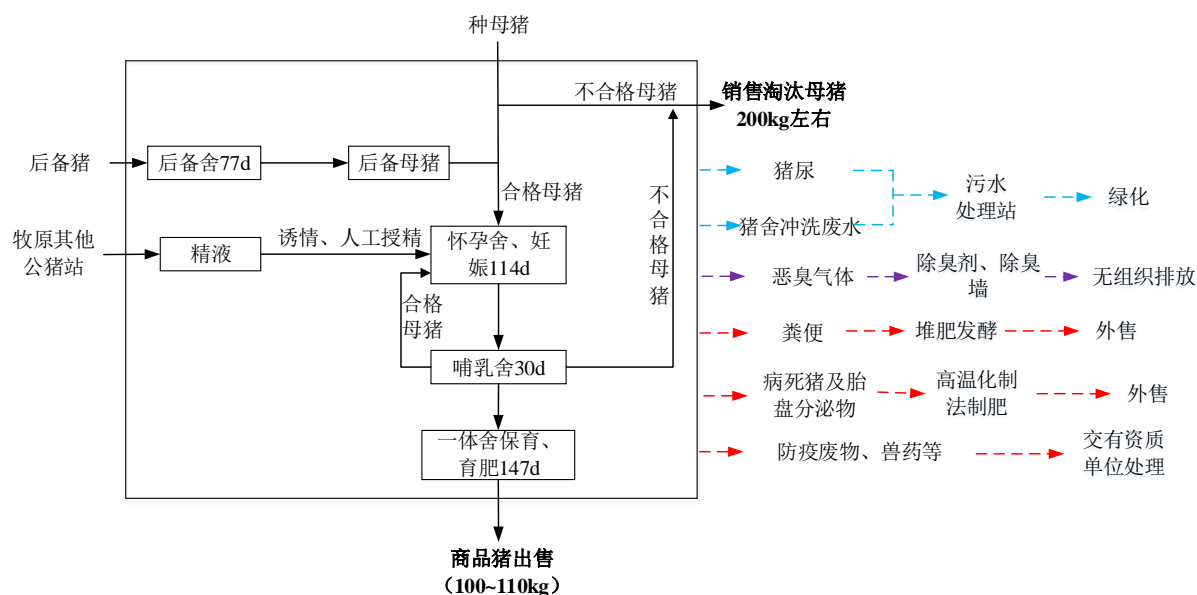 种母猪
不合格母猪
销售淘汰母猪
200kg左右
后备猪
后备舍77d
后备母猪
合格母猪
不合格母猪
牧原其他
公猪站
精液
诱情、人工授精
怀孕舍、妊
娠114d
合格
母猪
哺乳舍30d
一体舍保育、
育肥147d
商品猪出售
（100~110kg）
猪尿
猪舍冲洗废水
污水
处理站
绿化
恶臭气体
除臭剂、除臭
墙
无组织排放
粪便
堆肥发酵
外售
病死猪及胎
盘分泌物
高温化制
法制肥
外售
防疫废物、兽药等
交有资质
单位处理